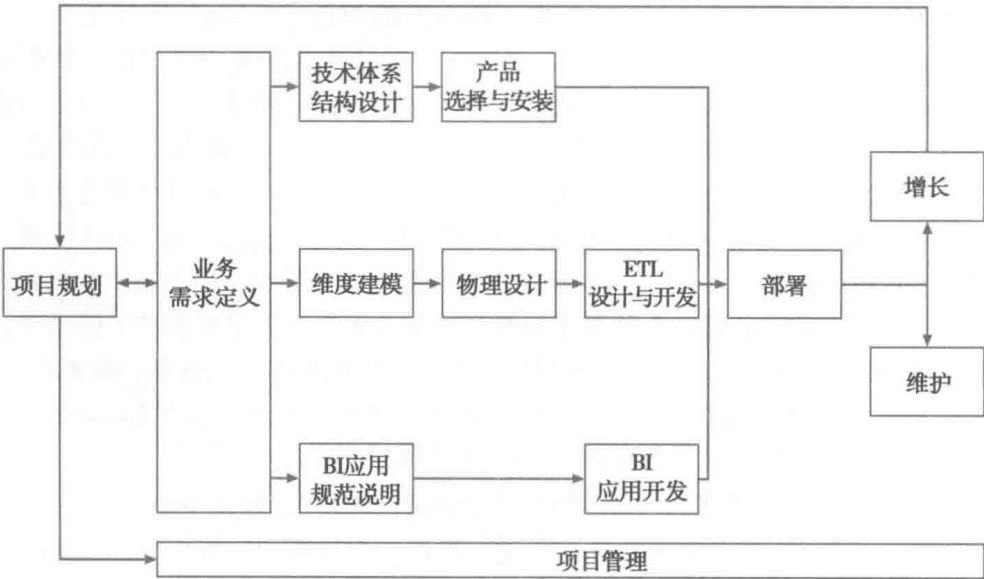 技术体系
结构设计
产品
选择与安装
增长
项目规划
业务
需求定义
维度建模
物理设计
ETL
设计与开发
部署
维护
BI应用
规范说明
BI
应用开发
项目管理